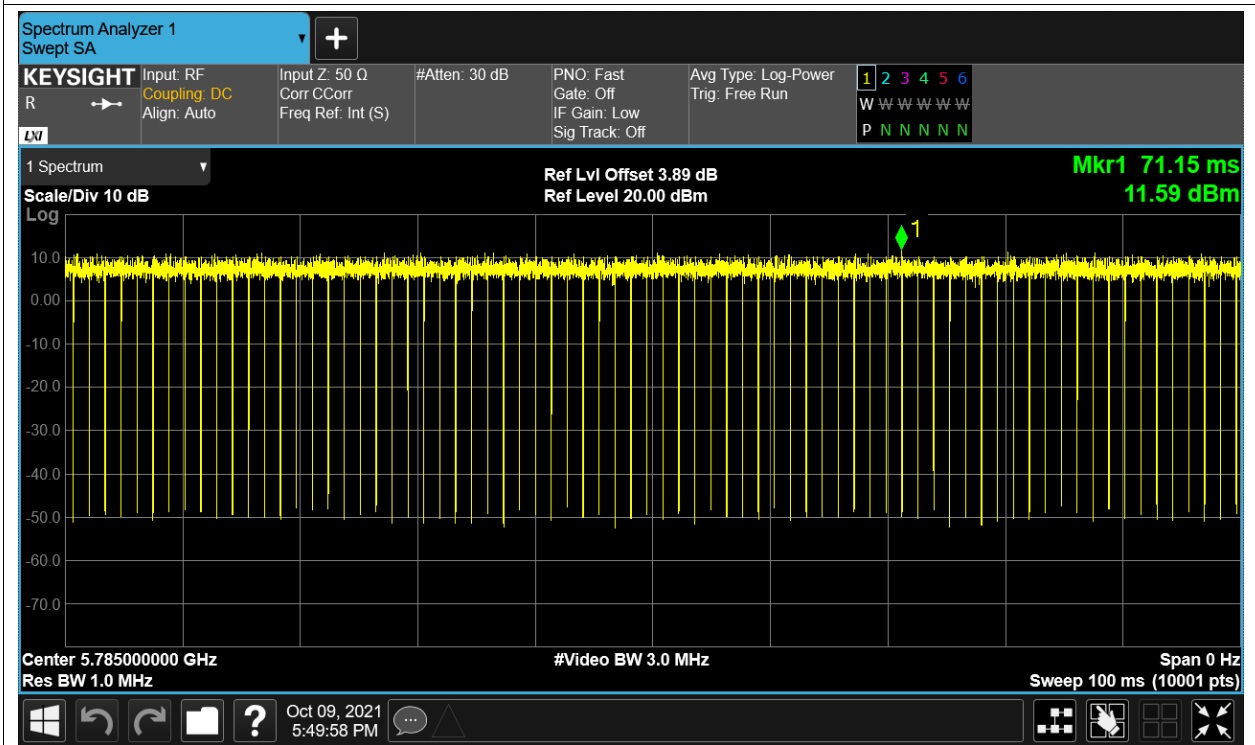 Spectrum Analyzer 1
Swept SA
KEYSIGHT
R
LXI
Input: RF
Coupling: DC
Align: Auto
Input Z: 50 Ω
Corr CCorr
Freq Ref: Int (S)
#Atten: 30 dB
PNO: Fast
Gate: Off
IF Gain: Low
Sig Track: Off
Avg Type: Log-Power
Trig: Free Run
1 2 3 4 5 6
W W W W W W
P N N N N N
1 Spectrum
Scale/Div 10 dB
Ref Lvl Offset 3.89 dB
Ref Level 20.00 dBm
Mkr1 71.15 ms
11.59 dBm
Log
1
10.0
0.00
-10.0
-20.0
-30.0
-40.0
-50.0
-60.0
-70.0
Center 5.785000000 GHz
#Video BW 3.0 MHz
Span 0 Hz
Res BW 1.0 MHz
Sweep 100 ms (10001 pts)
?
Oct 09, 2021
5:49:58 PM